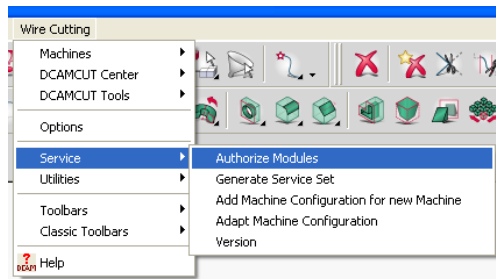 Wire Cutting
Machines
DCAMCUT Center
DCAMCUT Tools
Options
Service
Utilities
Toolbars
Classic Toolbars
DCAM Help
Authorize Modules
Generate Service Set
Add Machine Configuration for new Machine
Adapt Machine Configuration
Version